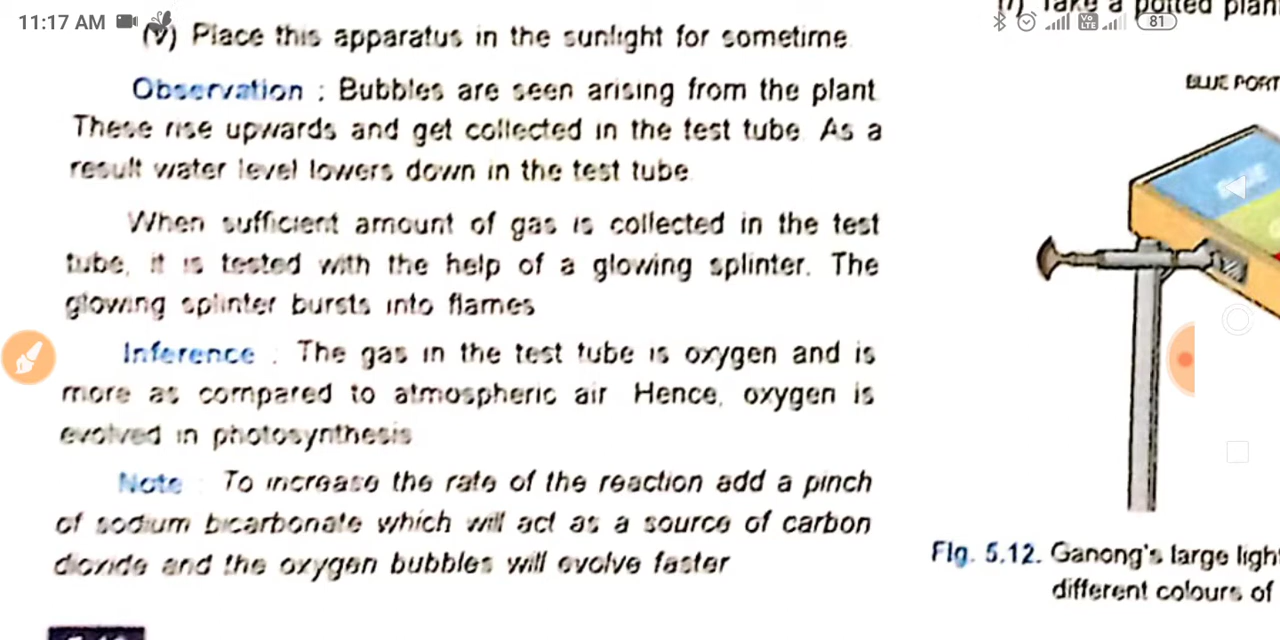 11:17 AM
81
(v) Place this apparatus in the sunlight for sometime.
Observation : Bubbles are seen arising from the plant.
These rise upwards and get collected in the test tube. As a
result water level lowers down in the test tube.
When sufficient amount of gas is collected in the test
tube, it is tested with the help of a glowing splinter. The
glowing splinter bursts into flames
Inference : The gas in the test tube is oxygen and is
more as compared to atmospheric air. Hence, oxygen is
evolved in photosynthesis
Note : To increase the rate of the reaction add a pinch
of sodium bicarbonate which will act as a source of carbon
dioxide and the oxygen bubbles will evolve faster
Take a potted plan
Vo
LTE
BLUE PORT
Fig. 5.12. Ganong's large ligh
different colours of